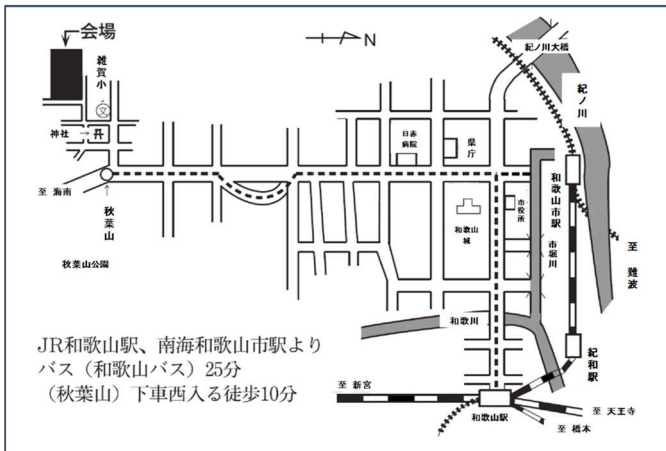 会場
雑賀小
文
神社→
至 海南
秋葉山
秋葉山公園
N
日赤
病院
県庁
市役所
和歌山
城
和歌川
紀ノ川大橋
紀ノ川
和歌山市駅
市堀川
至 難波
紀和駅
至 新宮
和歌山駅
至 天王寺
至 橋本
JR和歌山駅、南海和歌山市駅より
バス（和歌山バス）25分
（秋葉山）下車西入る徒歩10分